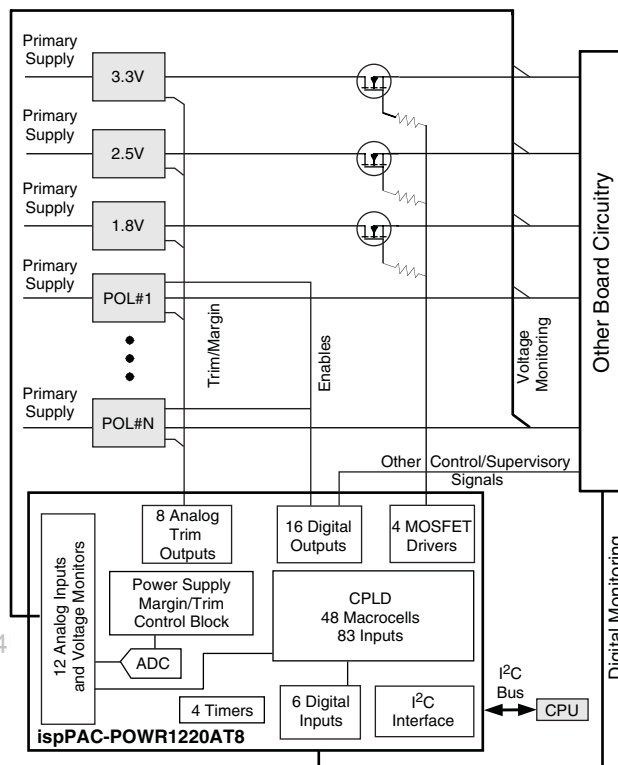 Primary
Supply
3.3V
Primary
Supply
2.5V
Primary
Supply
1.8V
Primary
Supply
POL#1
Primary
Supply
POL#N
Trim/Margin
Enables
Voltage
Monitoring
Other Board Circuitry
Other Control/Supervisory
Signals
8 Analog
Trim
Outputs
16 Digital
Outputs
4 MOSFET
Drivers
12 Analog Inputs
and Voltage Monitors
Power Supply
Margin/Trim
Control Block
ADC
CPLD
48 Macrocells
83 Inputs
4 Timers
6 Digital
Inputs
I²C
Interface
I²C
Bus
CPU
Digital Monitoring
ispPAC-POWR1220AT8
4